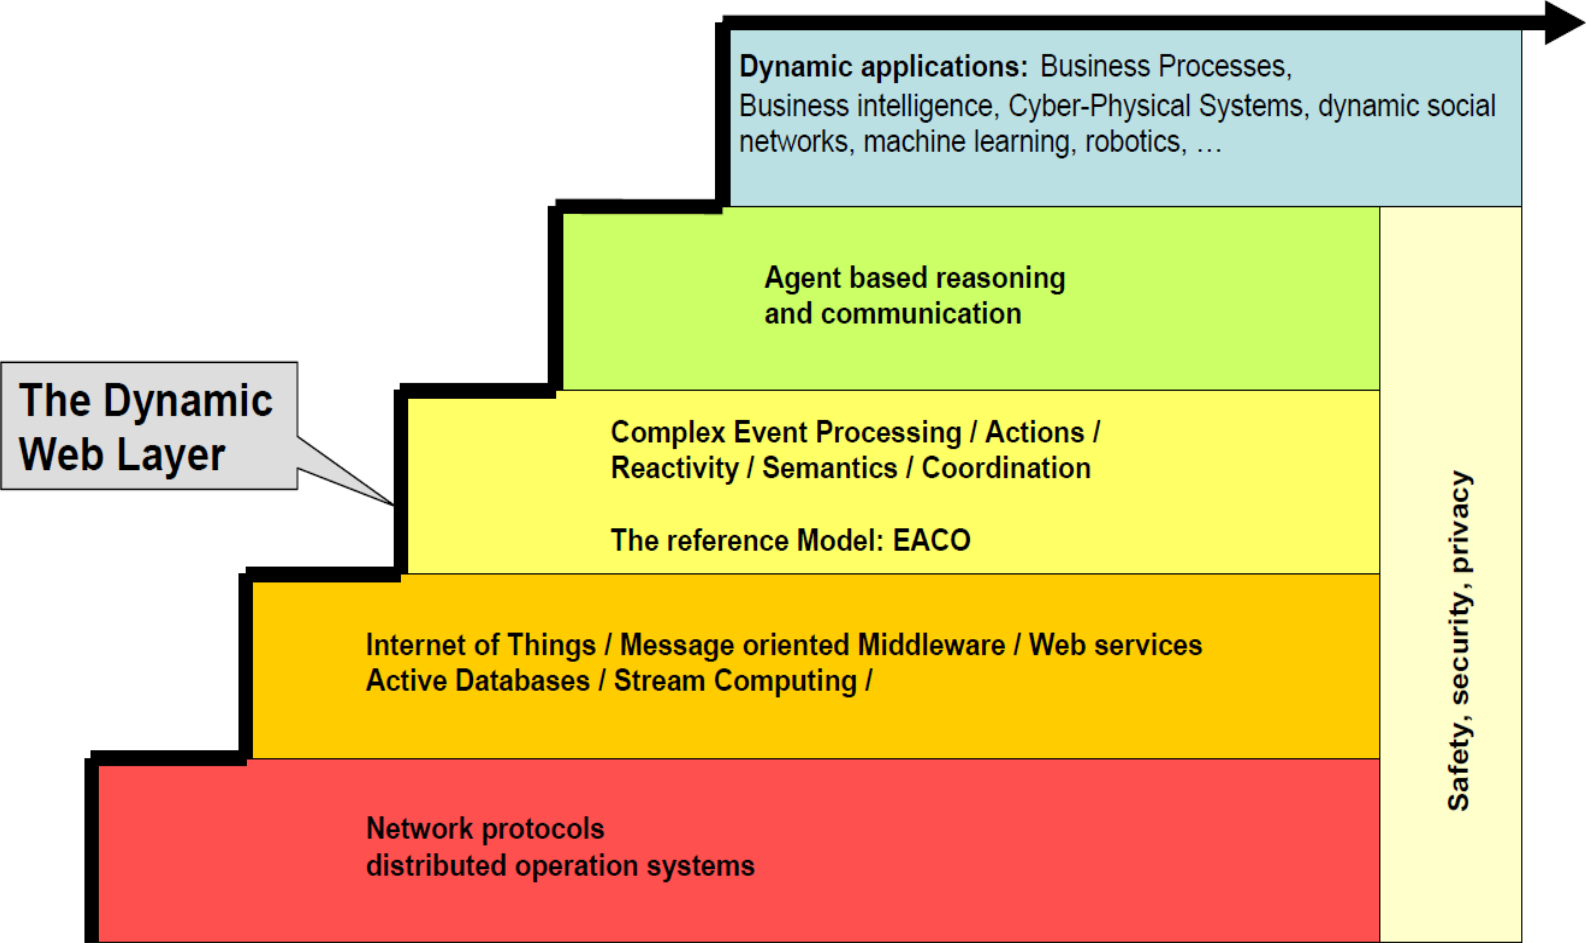 Dynamic applications: Business Processes,
Business intelligence, Cyber-Physical Systems, dynamic social
networks, machine learning, robotics, …
Agent based reasoning
and communication
The Dynamic
Web Layer
Complex Event Processing / Actions /
Reactivity / Semantics / Coordination
The reference Model: EACO
Internet of Things / Message oriented Middleware / Web services
Active Databases / Stream Computing /
Network protocols
distributed operation systems
Safety, security, privacy